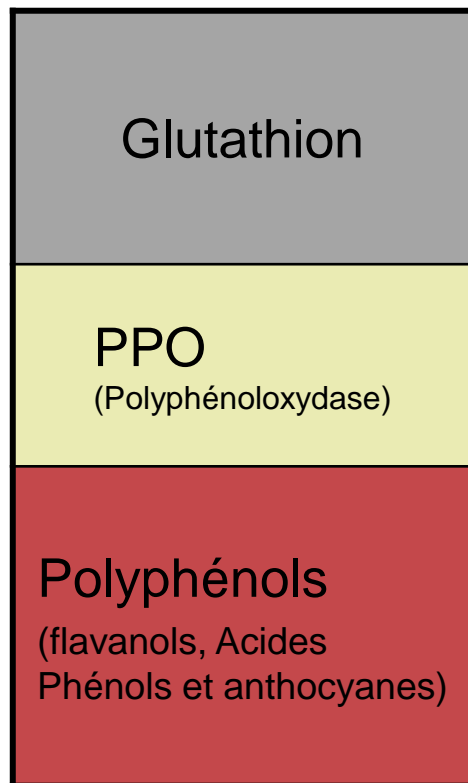 Glutathion
PPO
(Polyphénoloxydase)
Polyphénols
(flavanols, Acides
Phénols et anthocyanes)